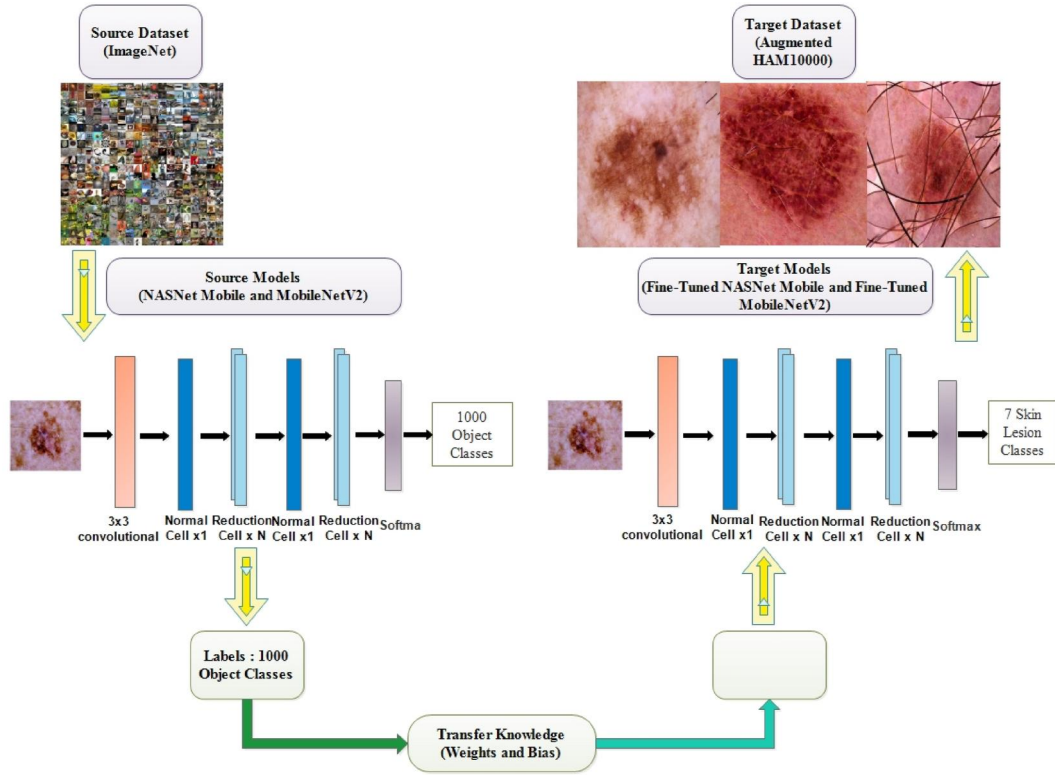 Source Dataset
(ImageNet)
Target Dataset
(Augmented
HAM10000)
Source Models
(NASNet Mobile and MobileNetV2)
Target Models
(Fine-Tuned NASNet Mobile and Fine-Tuned
MobileNetV2)
1000
Object
Classes
3x3
convolutional
Normal
Cell x1
Reduction
Cell x N
Normal
Cell x1
Reduction
Cell x N
Softma
7 Skin
Lesion
Classes
3x3
convolutional
Normal
Cell x1
Reduction
Cell x N
Normal
Cell x1
Reduction
Cell x N
Softmax
Labels : 1000
Object Classes
Transfer Knowledge
(Weights and Bias)